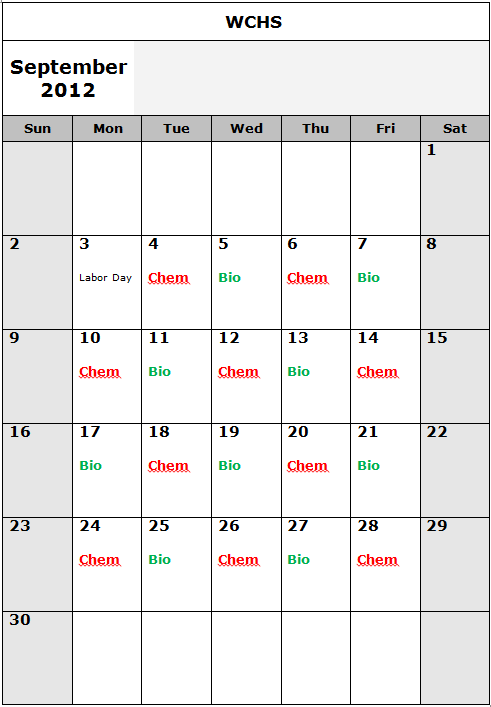 WCHS
September
2012
Sun Mon Tue Wed Thu Fri Sat
1
2 3 4 5 6 7 8
Labor Day Chem Bio Chem Bio
9 10 11 12 13 14 15
Chem Bio Chem Bio Chem
16 17 18 19 20 21 22
Bio Chem Bio Chem Bio
23 24 25 26 27 28 29
Chem Bio Chem Bio Chem
30